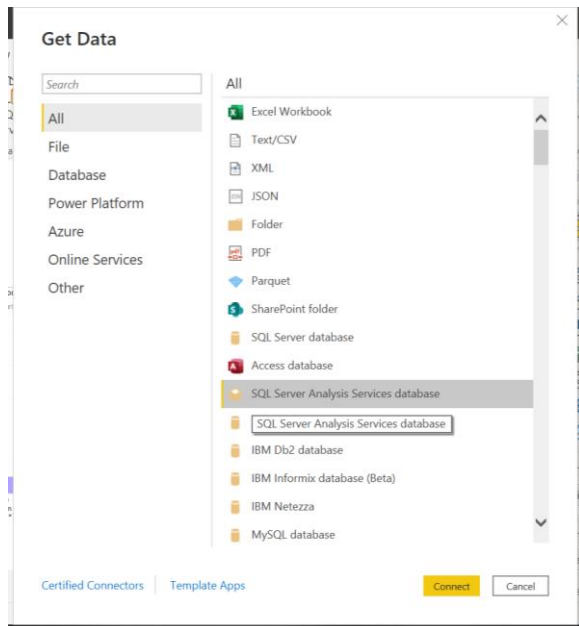 Get Data
Search
All
File
Database
Power Platform
Azure
Online Services
Other
All
Excel Workbook
Text/CSV
XML
JSON
Folder
PDF
Parquet
SharePoint folder
SQL Server database
Access database
SQL Server Analysis Services database
SQL Server Analysis Services database
IBM Db2 database
IBM Informix database (Beta)
IBM Netezza
MySQL database
Certified Connectors
Template Apps
Connect
Cancel